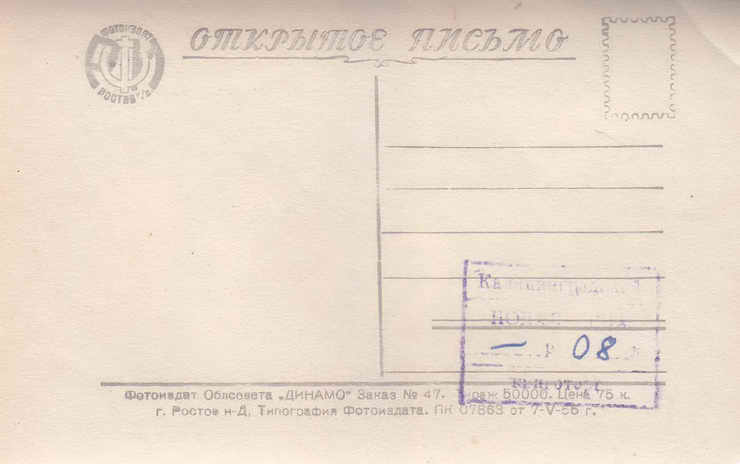 ФОТОИЗДАТ
РОСТОВ н/Д
ОТКРЫТОЕ ПИСЬМО
— Р 08
Фотоиздат Облсовета „ДИНАМО" Заказ № 47. Тираж 50000. Цена 75 к.
г. Ростов н-Д, Типография Фотоиздата. ПК 07863 от 7-V-56 г.